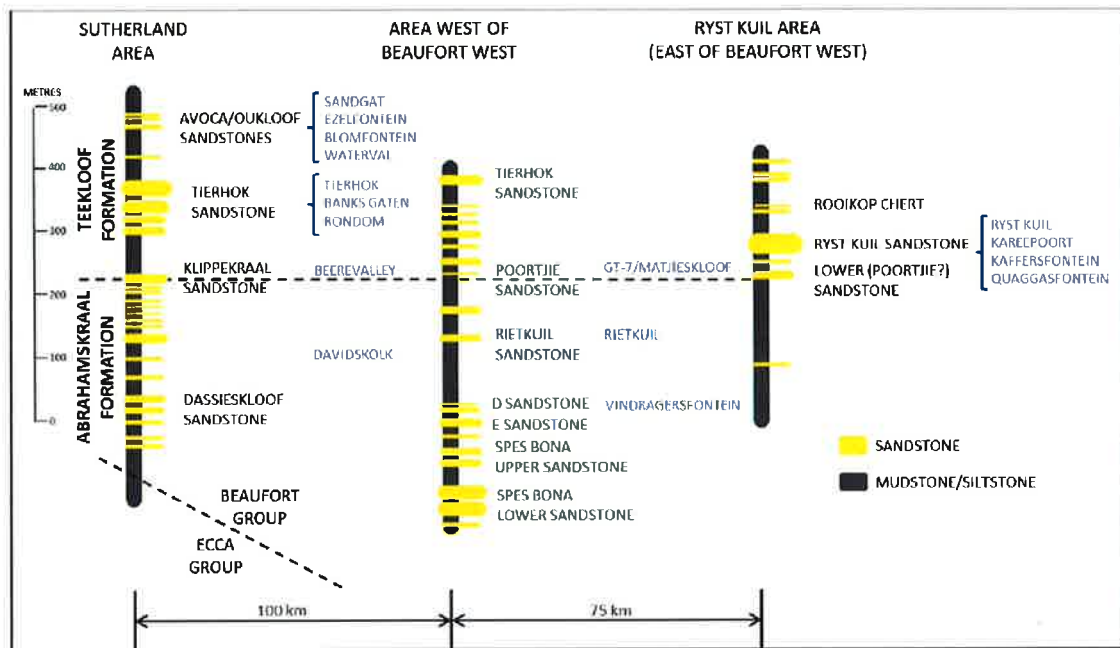 SUTHERLAND
AREA
AREA WEST OF
BEAUFORT WEST
RYST KUIL AREA
(EAST OF BEAUFORT WEST)
METRES
500
400
300
200
100
0
TEEKLOOF
FORMATION
ABRAHAMSKRAAL
FORMATION
AVOCA/OUKLOOF
SANDSTONES
SANDGAT
EZELFONTEIN
BLOMFONTEIN
WATERVAL
TIERHOK
SANDSTONE
TIERHOK
BANKS GATEN
RONDOM
KLIPPEKRAAL
SANDSTONE
BEEREVALLEY
DAVIDSKOLK
DASSIESKLOOF
SANDSTONE
BEAUFORT
GROUP
ECCA
GROUP
TIERHOK
SANDSTONE
POORTJIE
SANDSTONE
GT-7/MATJIESKLOOF
RIETKUIL
SANDSTONE
RIETKUIL
D SANDSTONE
VINDRAGERSFONTEIN
E SANDSTONE
SPES BONA
UPPER SANDSTONE
SPES BONA
LOWER SANDSTONE
ROOIKOP CHERT
RYST KUIL SANDSTONE
LOWER (POORTJIE?)
SANDSTONE
RYST KUIL
KAREEPOORT
KAFFERSFONTEIN
QUAGGASFONTEIN
SANDSTONE
MUDSTONE/SILTSTONE
100 km
75 km